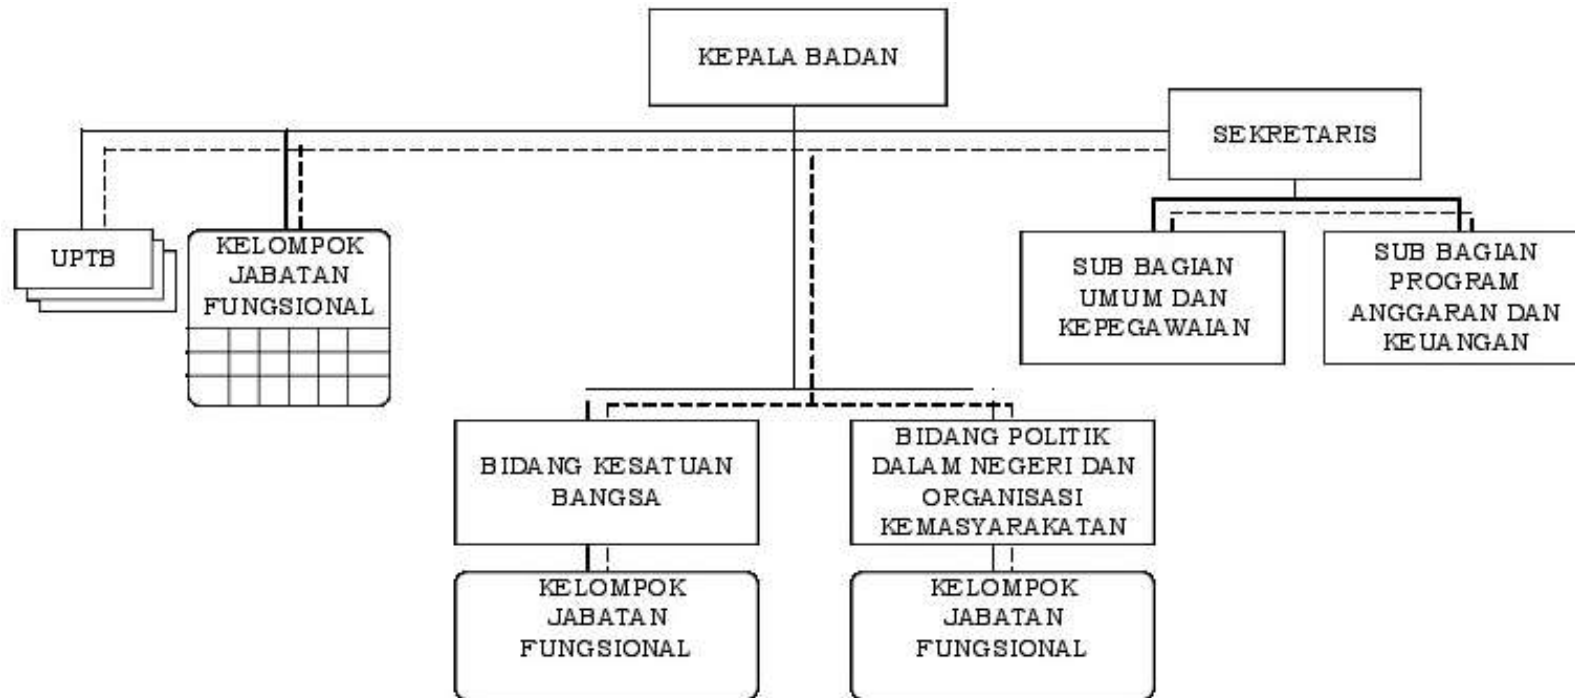 KEPALA BADAN
SEKRETARIS
UPTB
KELOMPOK
JABATAN
FUNGSIONAL
SUB BAGIAN
UMUM DAN
KEPEGAWAIAN
SUB BAGIAN
PROGRAM
ANGGARAN DAN
KEUANGAN
BIDANG KESATUAN
BANGSA
BIDANG POLITIK
DALAM NEGERI DAN
ORGANISASI
KEMASYARAKATAN
KELOMPOK
JABATAN
FUNGSIONAL
KELOMPOK
JABATAN
FUNGSIONAL